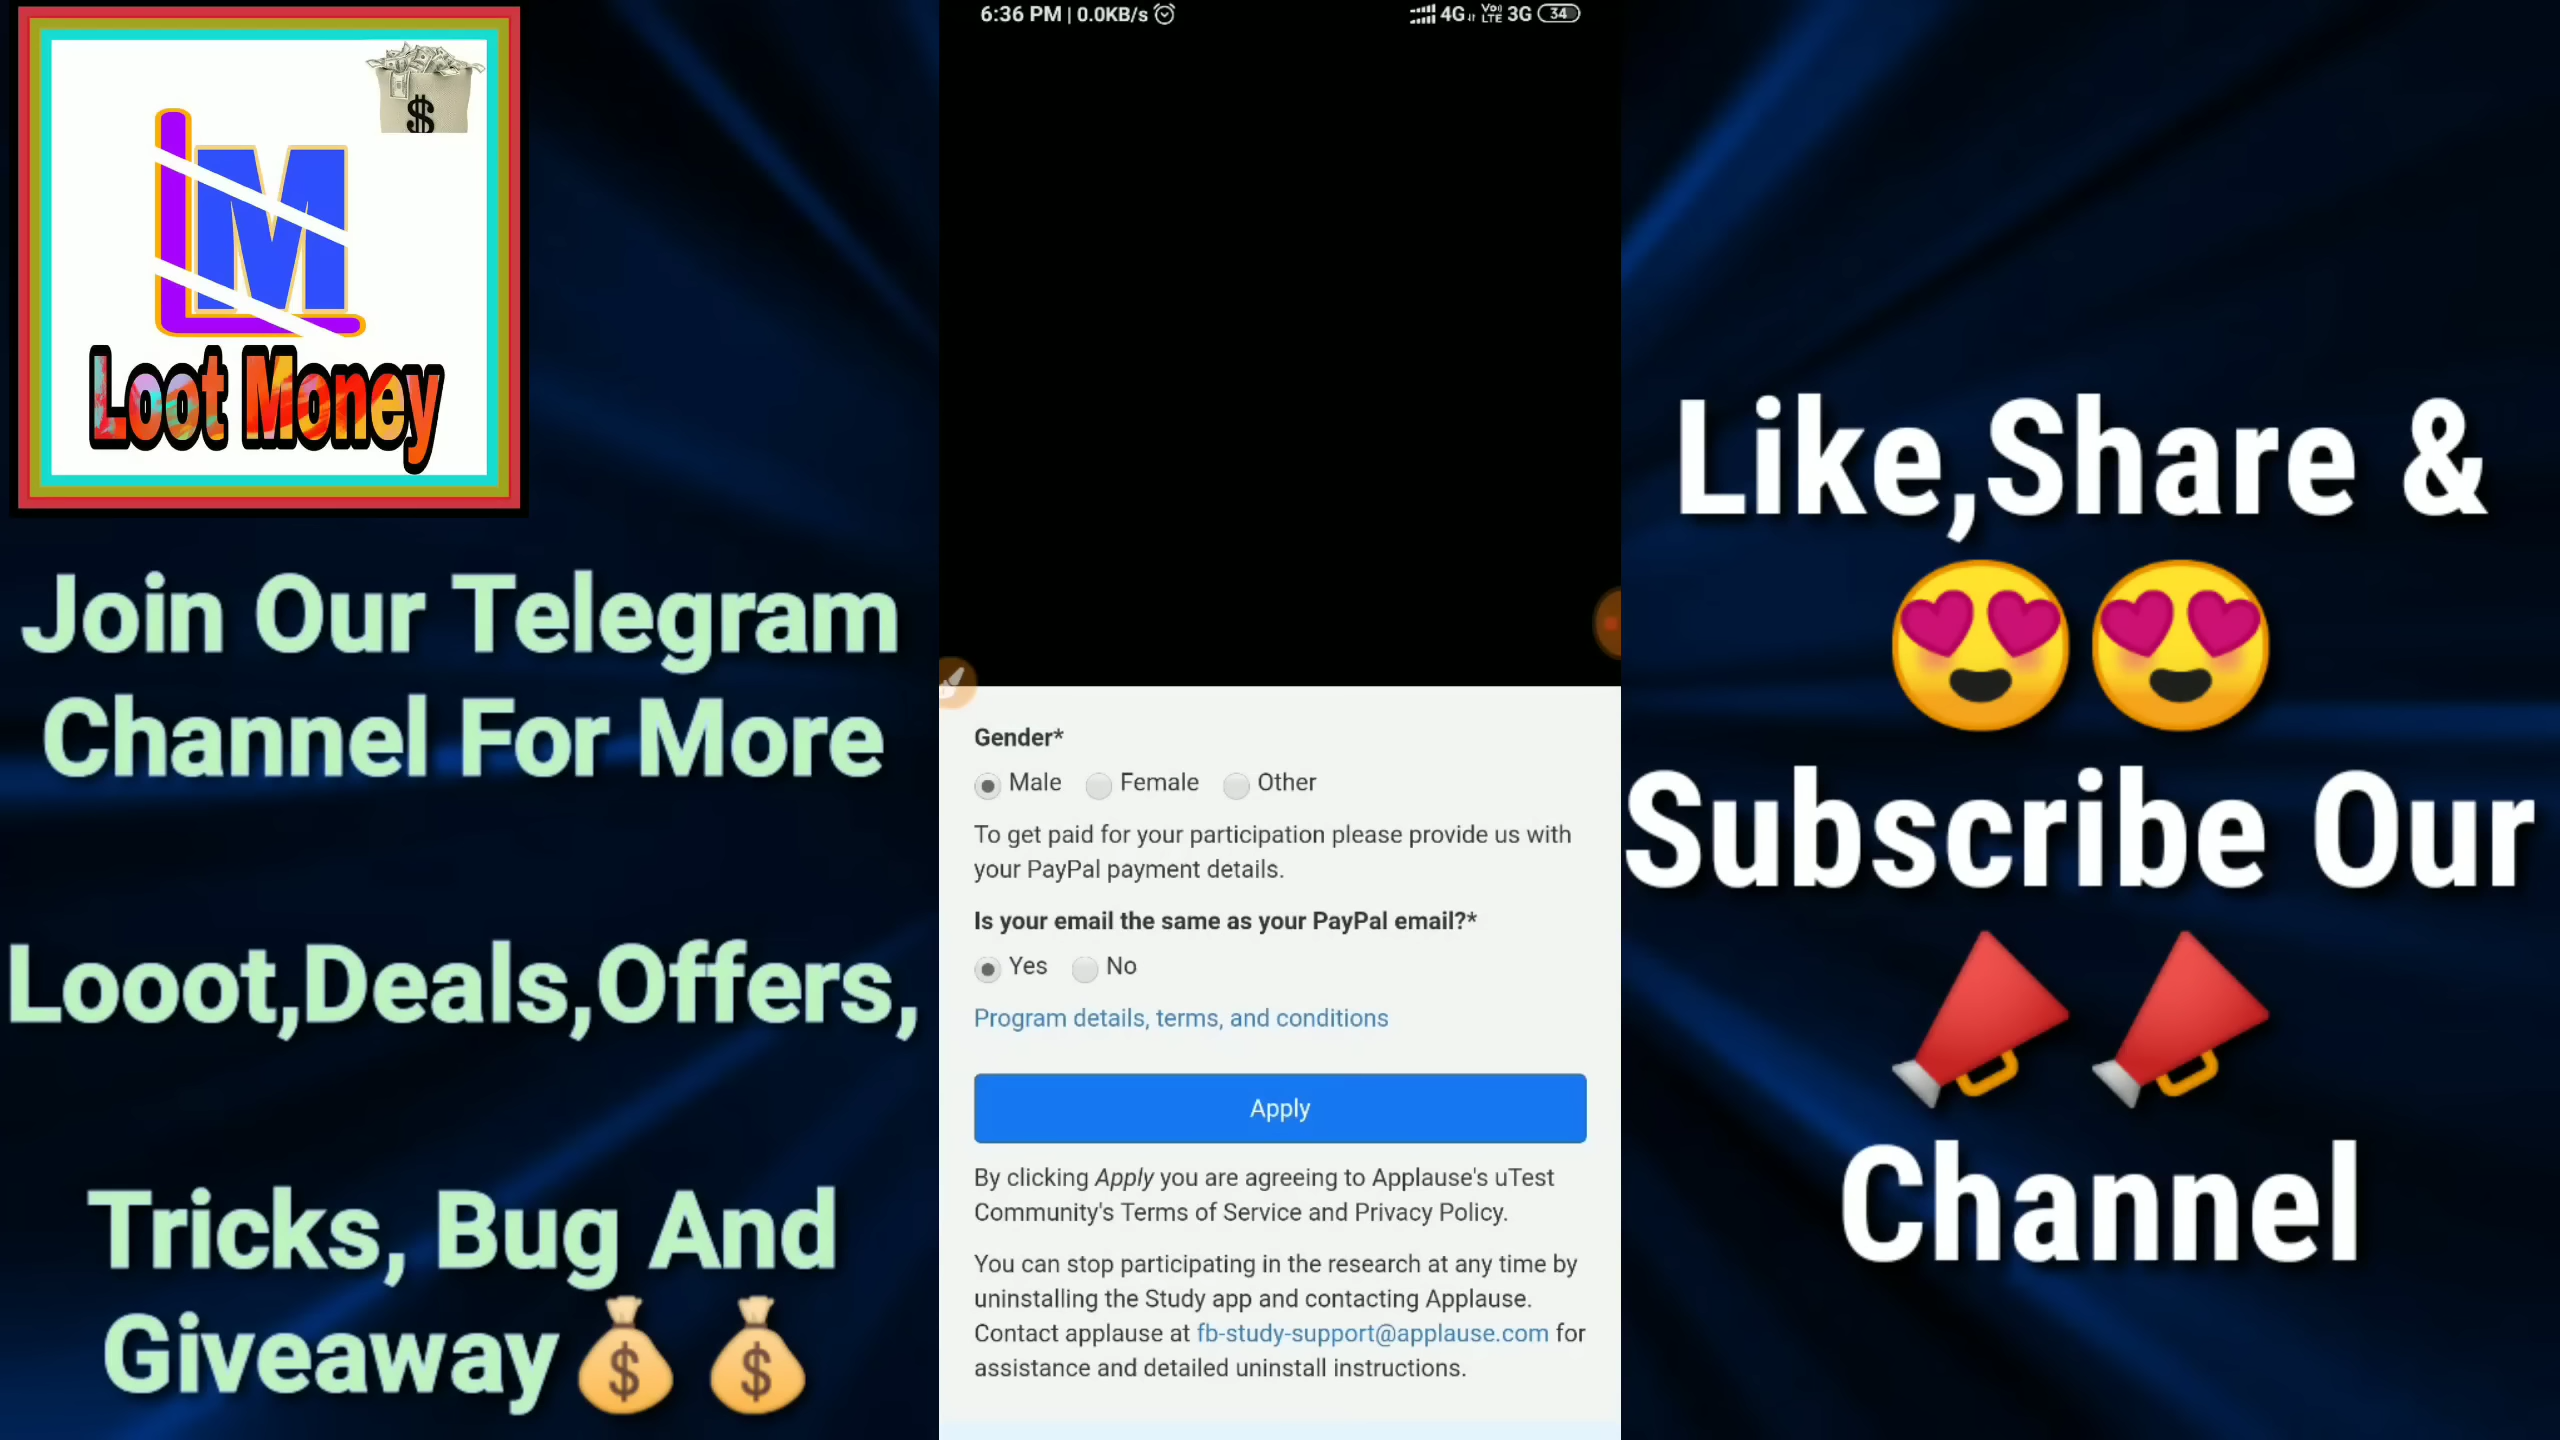 $
LM
Loot Money
Join Our Telegram
Channel For More
Looot,Deals,Offers,
Tricks, Bug And
Giveaway
6:36 PM | 0.0KB/s
4G Vo) LTE 3G 34
Gender*
Male Female Other
To get paid for your participation please provide us with
your PayPal payment details.
Is your email the same as your PayPal email?*
Yes No
Program details, terms, and conditions
Apply
By clicking Apply you are agreeing to Applause's uTest
Community's Terms of Service and Privacy Policy.
You can stop participating in the research at any time by
uninstalling the Study app and contacting Applause.
Contact applause at fb-study-support@applause.com for
assistance and detailed uninstall instructions.
Like,Share &
Subscribe Our
Channel